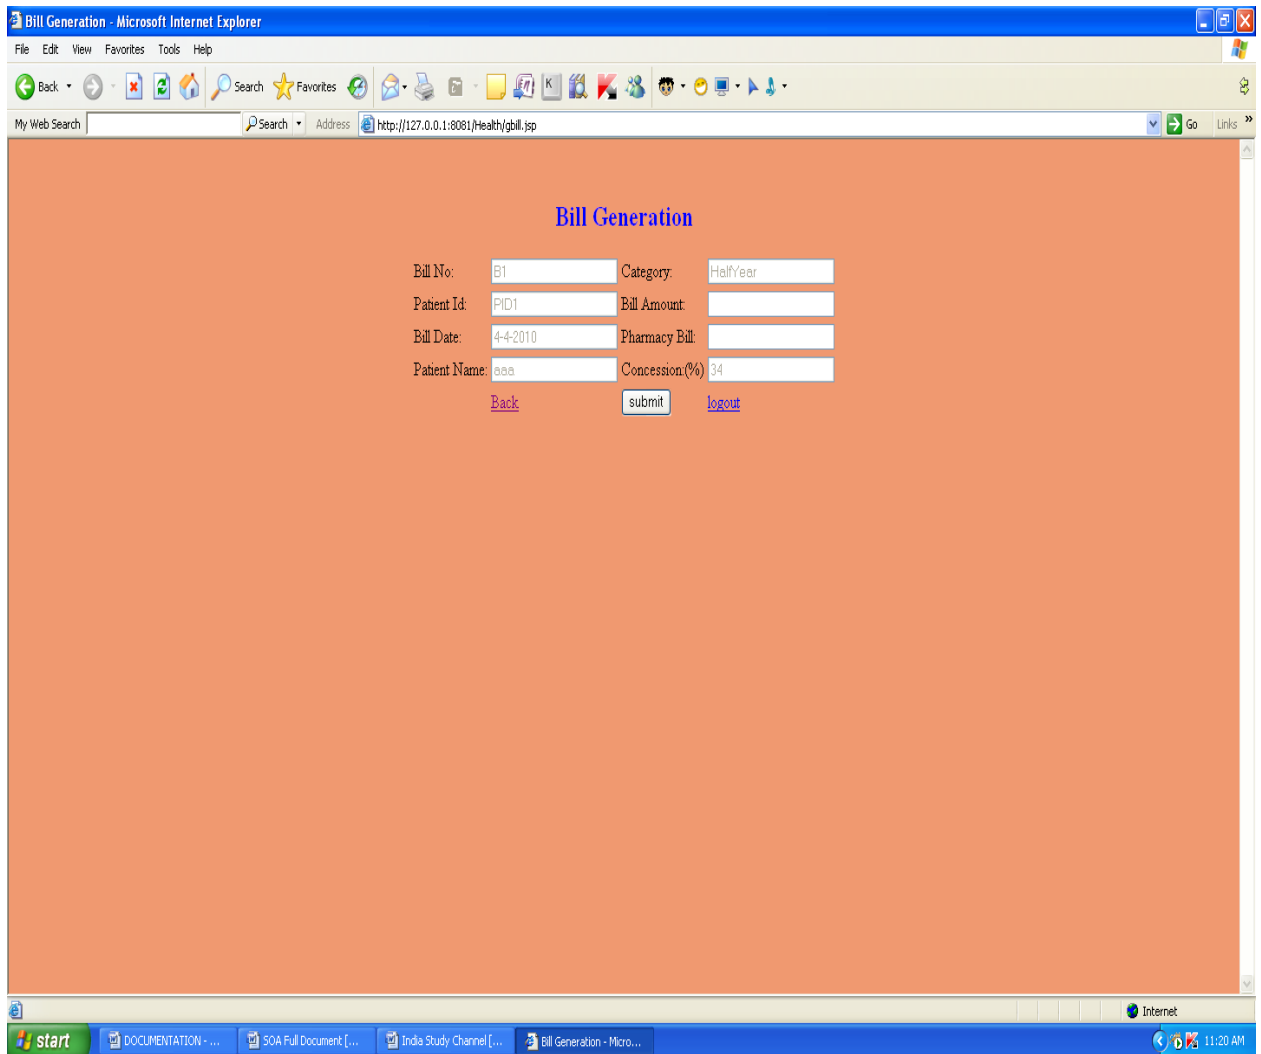 Bill Generation - Microsoft Internet Explorer
File Edit View Favorites Tools Help
Back Search Favorites
My Web Search Search Address http://127.0.0.1:8081/Health/gbill.jsp Go Links »
Bill Generation
Bill No: B1 Category: HalfYear
Patient Id: PID1 Bill Amount:
Bill Date: 4-4-2010 Pharmacy Bill:
Patient Name: aaa Concession:(%) 34
Back submit logout
Internet
start DOCUMENTATION - ... SOA Full Document [... India Study Channel [... Bill Generation - Micro... 11:20 AM